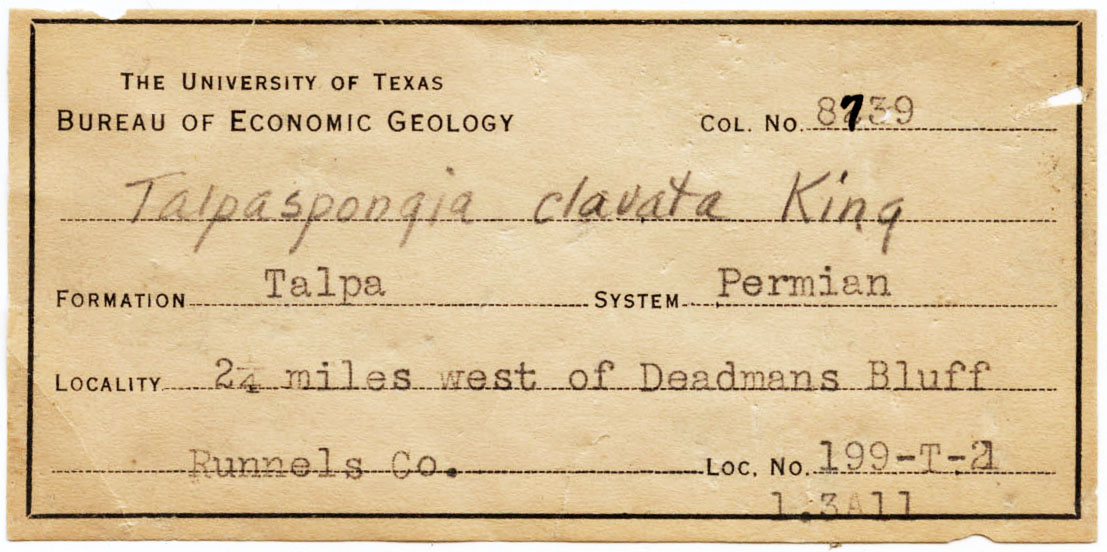 THE UNIVERSITY OF TEXAS
BUREAU OF ECONOMIC GEOLOGY COL. NO. 8739
Talpaspongia clavata King
FORMATION Talpa SYSTEM Permian
LOCALITY 2¼ miles west of Deadmans Bluff
Runnels Co. LOC. NO. 199-T-21